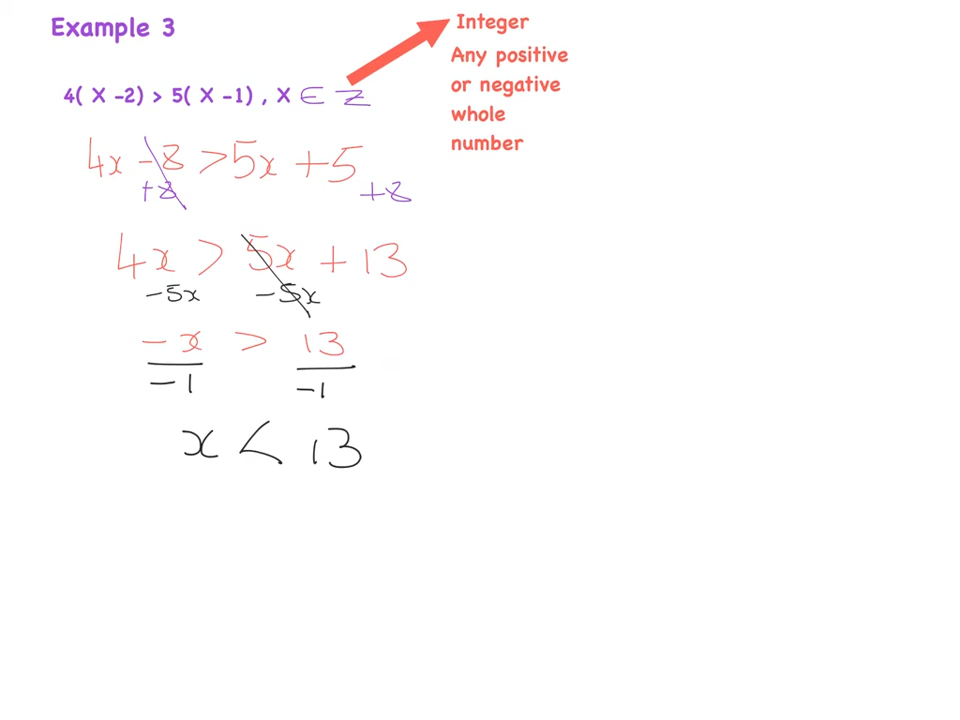 Example 3
Integer
Any positive
or negative
whole
number
4( X -2) > 5( X -1) , X ∈ Z
4x -8 > 5x + 5
+8 +8
4x > 5x + 13
-5x -5x
-x > 13
-1 -1
x < 13